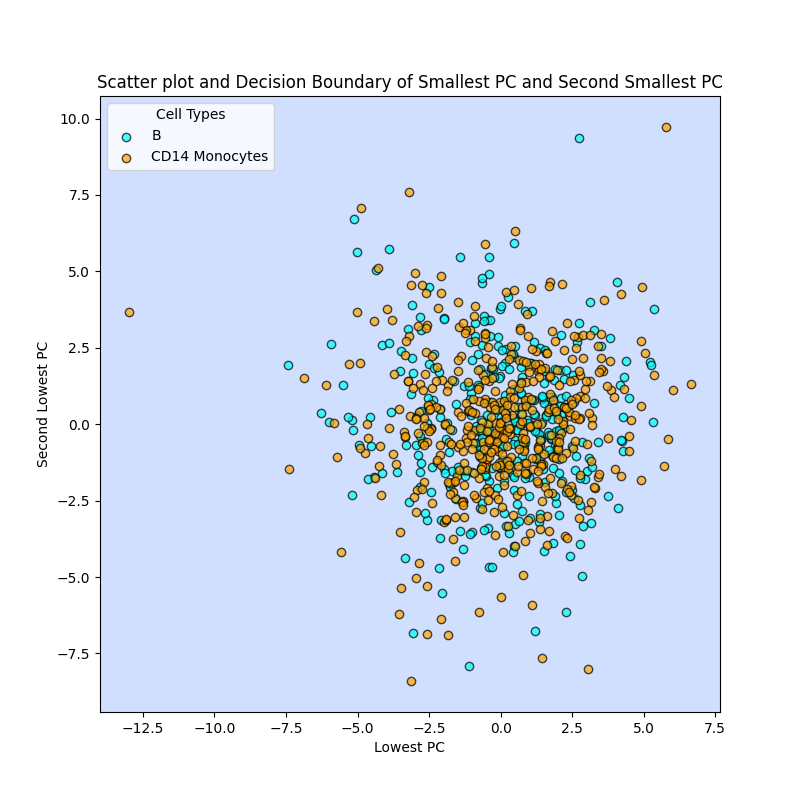 Scatter plot and Decision Boundary of Smallest PC and Second Smallest PC
Cell Types
B
CD14 Monocytes
10.0
7.5
5.0
2.5
0.0
−2.5
−5.0
−7.5
Second Lowest PC
−12.5 −10.0 −7.5 −5.0 −2.5 0.0 2.5 5.0 7.5
Lowest PC